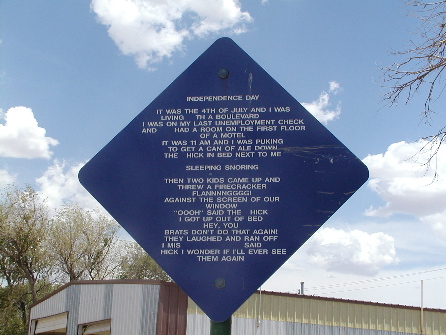 INDEPENDENCE DAY
IT WAS THE 4TH OF JULY AND I WAS
LIVING TH A BOULEVARD
I WAS ON MY LAST UNEMPLOYMENT CHECK
AND HAD A ROOM ON THE FIRST FLOOR
OF A MOTEL
IT WAS 11 AM AND I WAS PUKING
TO GET A CAN OF ALE DOWN
THE HICK IN BED NEXT TO ME
SLEEPING SNORING
THEN TWO KIDS CAME UP AND
THREW A FIRECRACKER
FLANNNNGGGG!
AGAINST THE SCREEN OF OUR
WINDOW
"OOOH" SAID THE HICK
I GOT UP OUT OF BED
HEY, YOU
BRATS DON'T DO THAT AGAIN!
THEY LAUGHED AND RAN OFF
I MIS SAID
HICK I WONDER IF I'LL EVER SEE
THEM AGAIN